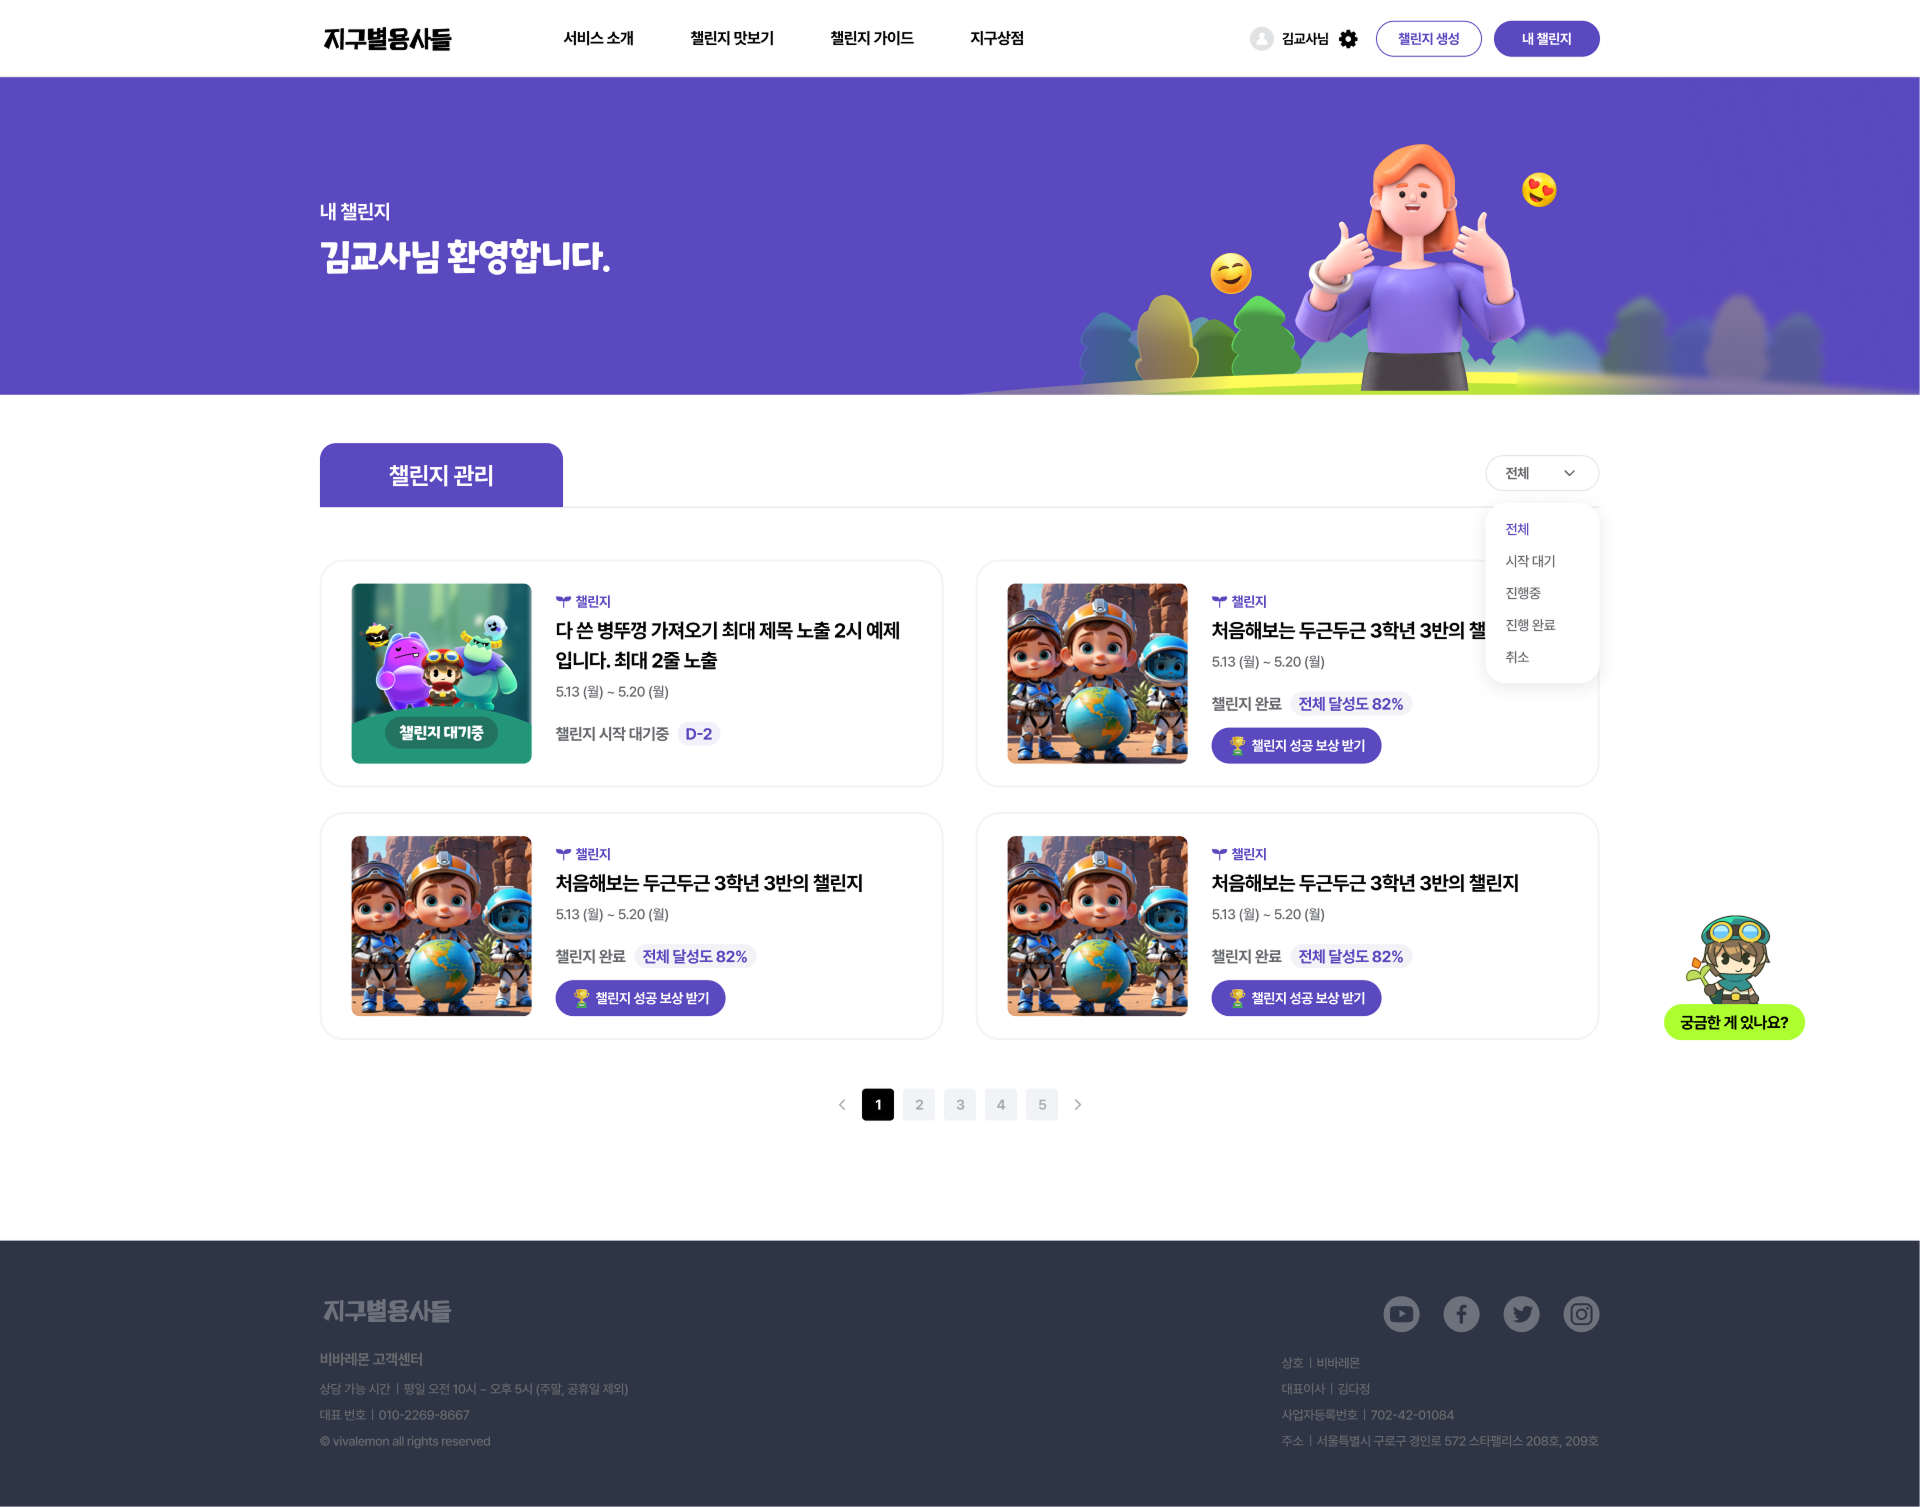 지구별용사들
서비스 소개
챌린지 맛보기
챌린지 가이드
지구상점
김교사님
챌린지 생성
내 챌린지
내 챌린지
김교사님 환영합니다.
챌린지 관리
전체
전체
시작 대기
진행중
진행 완료
취소
챌린지 대기중
챌린지
다 쓴 병뚜껑 가져오기 최대 제목 노출 2시 예제
입니다. 최대 2줄 노출
5.13 (월) ~ 5.20 (월)
챌린지 시작 대기중 D-2
챌린지
처음해보는 두근두근 3학년 3반의 챌
5.13 (월) ~ 5.20 (월)
챌린지 완료 전체 달성도 82%
챌린지 성공 보상 받기
챌린지
처음해보는 두근두근 3학년 3반의 챌린지
5.13 (월) ~ 5.20 (월)
챌린지 완료 전체 달성도 82%
챌린지 성공 보상 받기
챌린지
처음해보는 두근두근 3학년 3반의 챌린지
5.13 (월) ~ 5.20 (월)
챌린지 완료 전체 달성도 82%
챌린지 성공 보상 받기
궁금한 게 있나요?
1 2 3 4 5
지구별용사들
비바레몬 고객센터
상담 가능 시간 | 평일 오전 10시 ~ 오후 5시 (주말, 공휴일 제외)
대표 번호 | 010-2269-8667
© vivalemon all rights reserved
상호 | 비바레몬
대표이사 | 김다정
사업자등록번호 | 702-42-01084
주소 | 서울특별시 구로구 경인로 572 스타팰리스 208호, 209호